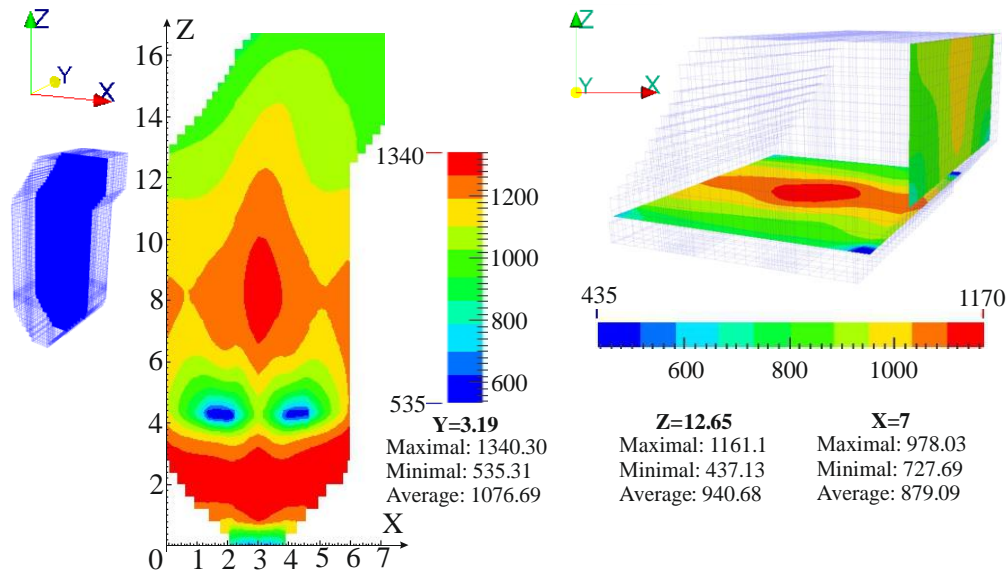 Z
Y
X
Z
16
14
12
10
8
6
4
2
0
1 2 3 4 5 6 7
X
1340
1200
1000
800
600
535
Y=3.19
Maximal: 1340.30
Minimal: 535.31
Average: 1076.69
Z
Y
X
435
1170
600 800 1000
Z=12.65
Maximal: 1161.1
Minimal: 437.13
Average: 940.68
X=7
Maximal: 978.03
Minimal: 727.69
Average: 879.09